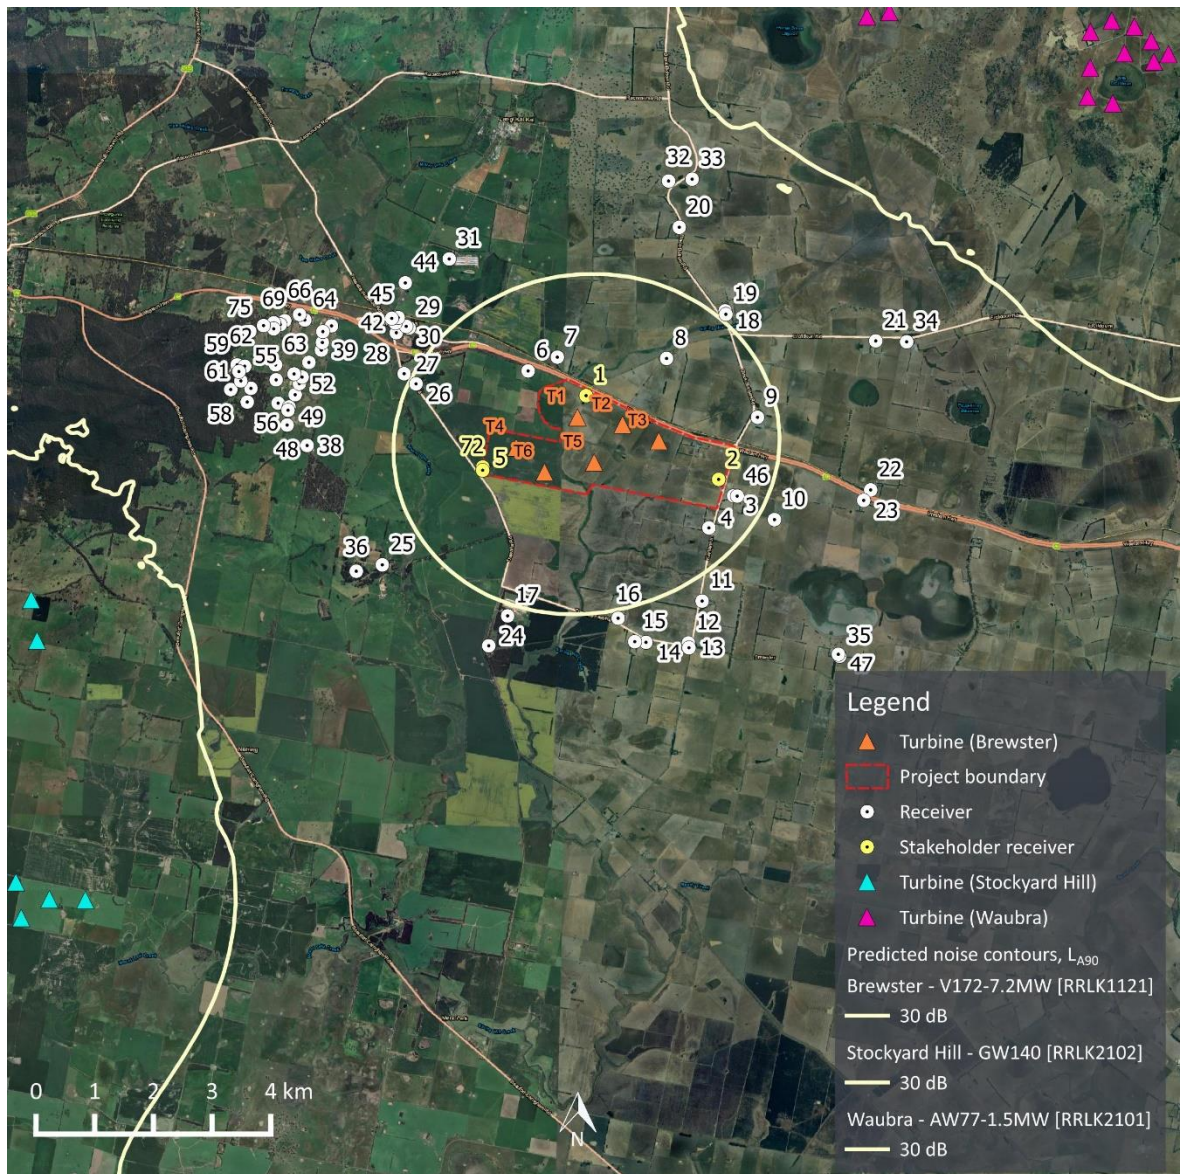 32 33
20
31
44
45
29
42
30
28
27
26
69 66 64
75
62
59
63
39
55
61
52
58
56
49
48 38
19
18
21 34
7
6
8
1
T1
T2
T3
9
T4
T5
T6
72
5
2
46
3
4
10
22
23
36 25
17
16
11
24
15
12
14
13
35
47
Legend
Turbine (Brewster)
Project boundary
Receiver
Stakeholder receiver
Turbine (Stockyard Hill)
Turbine (Waubra)
Predicted noise contours, LA90
Brewster - V172-7.2MW [RRLK1121]
30 dB
Stockyard Hill - GW140 [RRLK2102]
30 dB
Waubra - AW77-1.5MW [RRLK2101]
30 dB
0 1 2 3 4 km
N